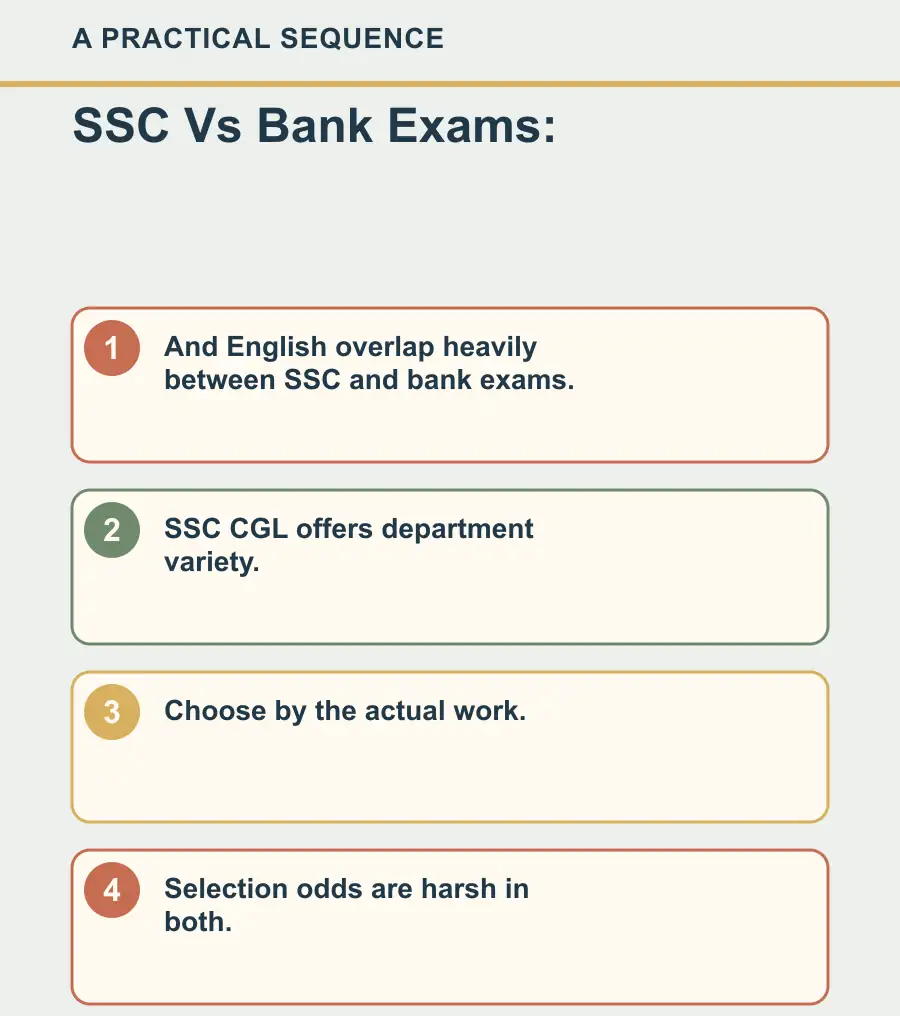 A PRACTICAL SEQUENCE
SSC Vs Bank Exams:
1
And English overlap heavily
between SSC and bank exams.
2
SSC CGL offers department
variety.
3
Choose by the actual work.
4
Selection odds are harsh in
both.